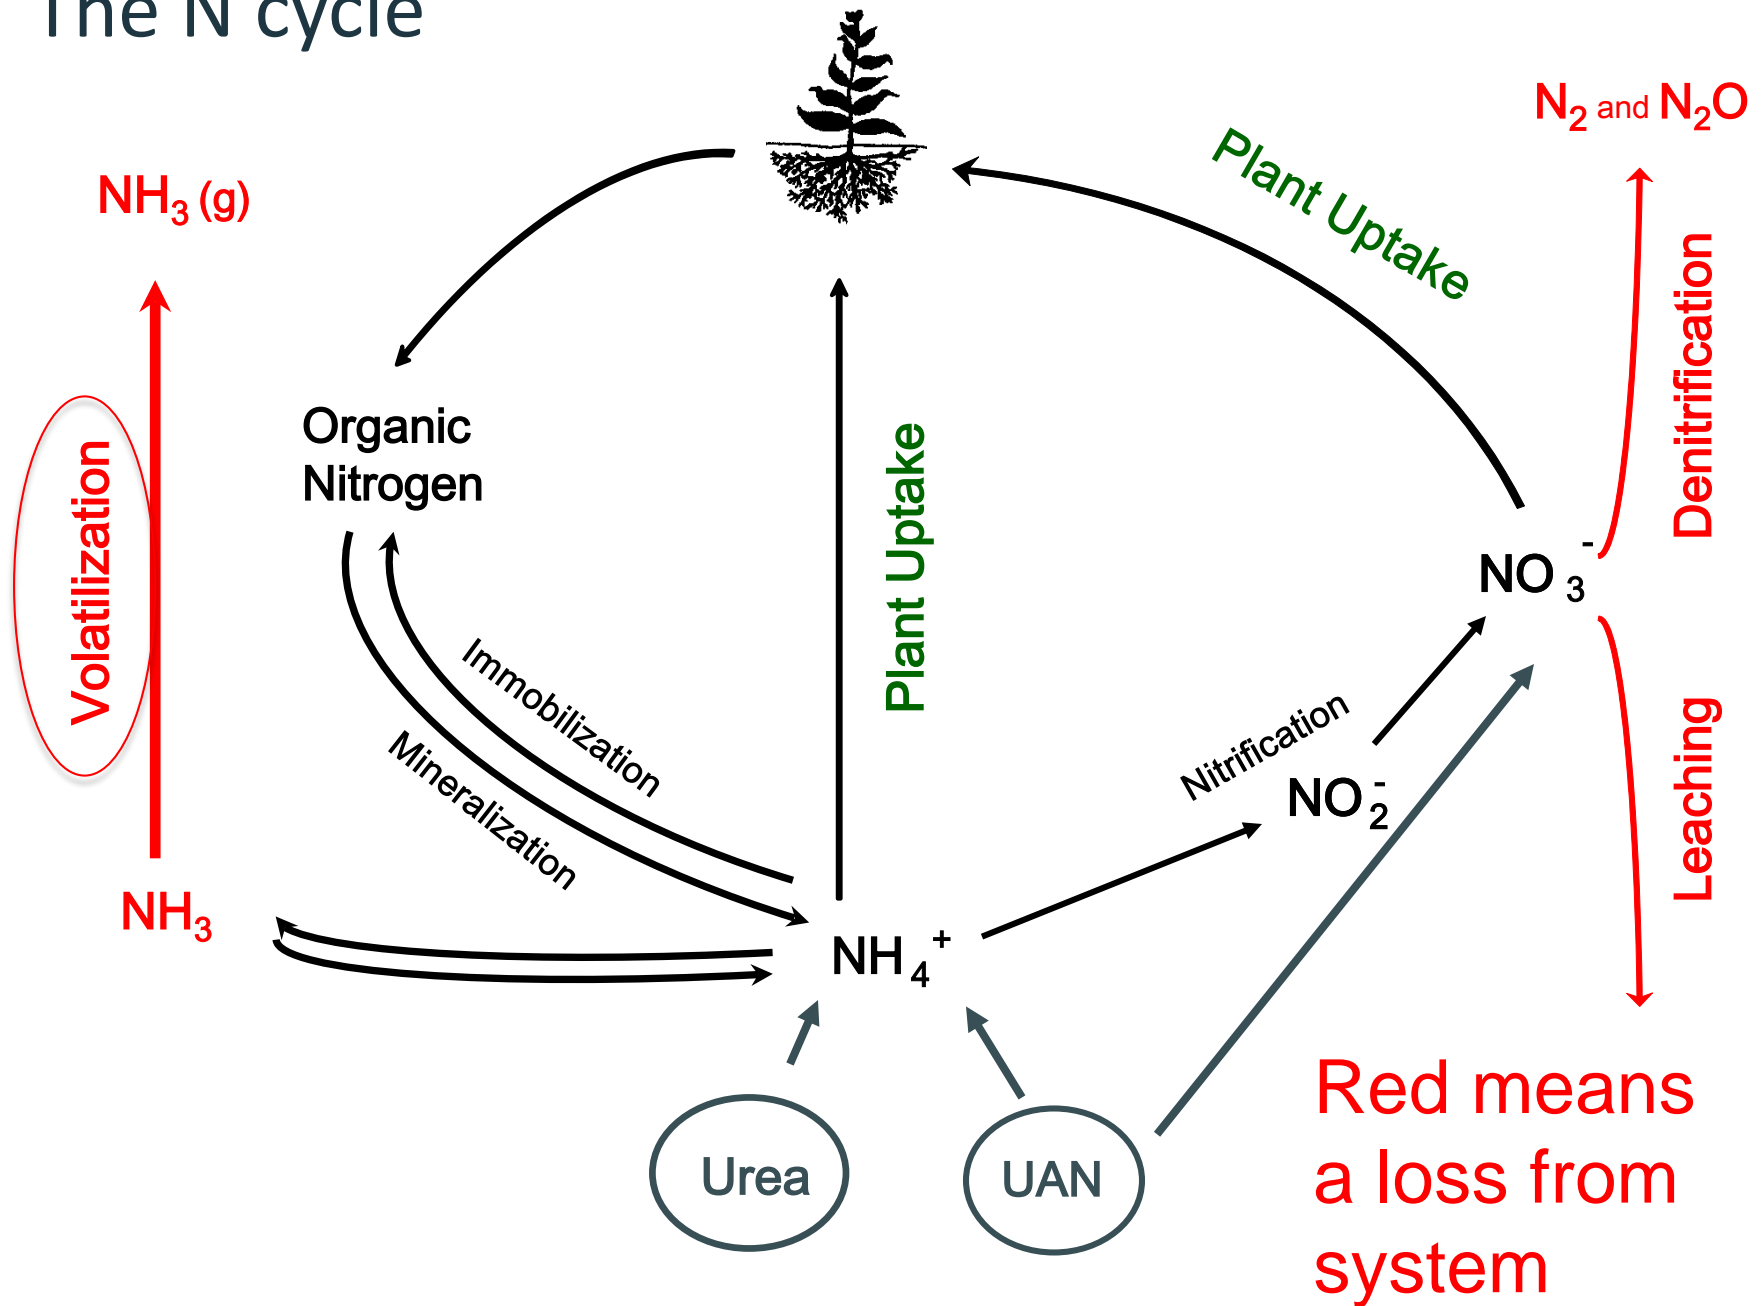 The N cycle
N₂ and N₂O
NH₃ (g)
Plant Uptake
Denitrification
Organic
Nitrogen
Volatilization
Plant Uptake
NO₃⁻
Immobilization
Mineralization
Nitrification
NO₂⁻
Leaching
NH₃
NH₄⁺
Urea
UAN
Red means
a loss from
system